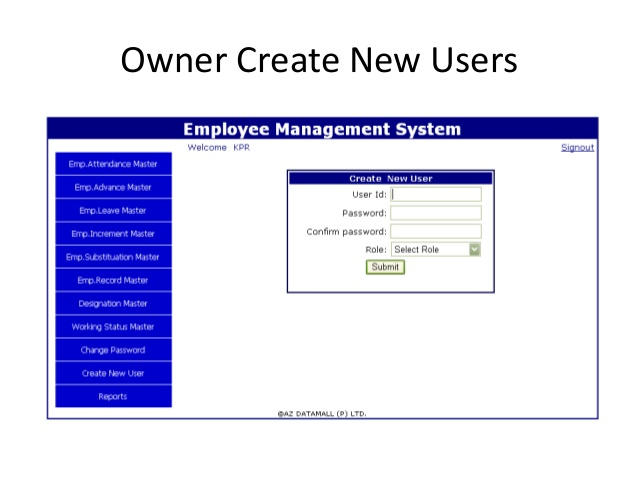 Owner Create New Users
Employee Management System
Welcome KPR
Signout
Emp.Attendance Master
Emp.Advance Master
Emp.Leave Master
Emp.Increment Master
Emp.Substituation Master
Emp.Record Master
Designation Master
Working Status Master
Change Password
Create New User
Reports
Create New User
User Id:
Password:
Confirm password:
Role: Select Role
Submit
@AZ DATAMALL (P) LTD.